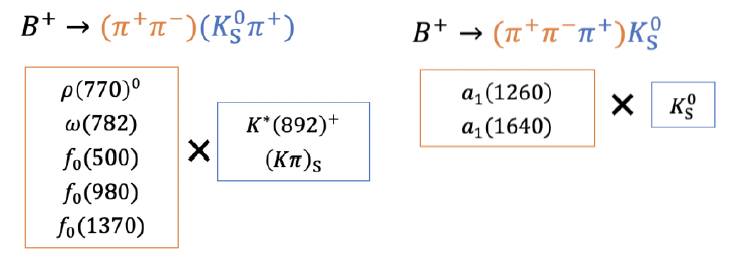 B⁺ → (π⁺π⁻)(K⁰_S π⁺)
ρ(770)⁰
ω(782)
f₀(500)
f₀(980)
f₀(1370)
×
K*(892)⁺
(Kπ)_S
B⁺ → (π⁺π⁻π⁺)K⁰_S
a₁(1260)
a₁(1640)
×
K⁰_S